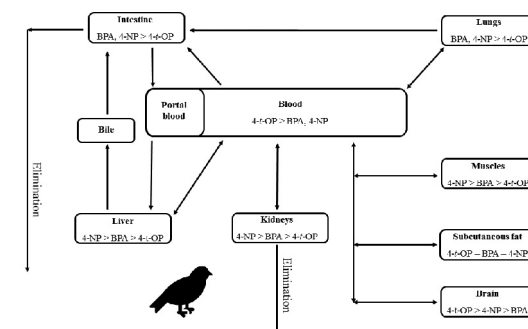 Intestine
BPA, 4-NP > 4-t-OP
Lungs
BPA, 4-NP > 4-t-OP
Portal
blood
Blood
4-t-OP > BPA, 4-NP
Bile
Elimination
Muscles
4-NP > BPA > 4-t-OP
Liver
4-NP > BPA > 4-t-OP
Kidneys
4-NP > BPA > 4-t-OP
Subcutaneous fat
4-t-OP – BPA – 4-NP
Elimination
Brain
4-t-OP > 4-NP > BPA